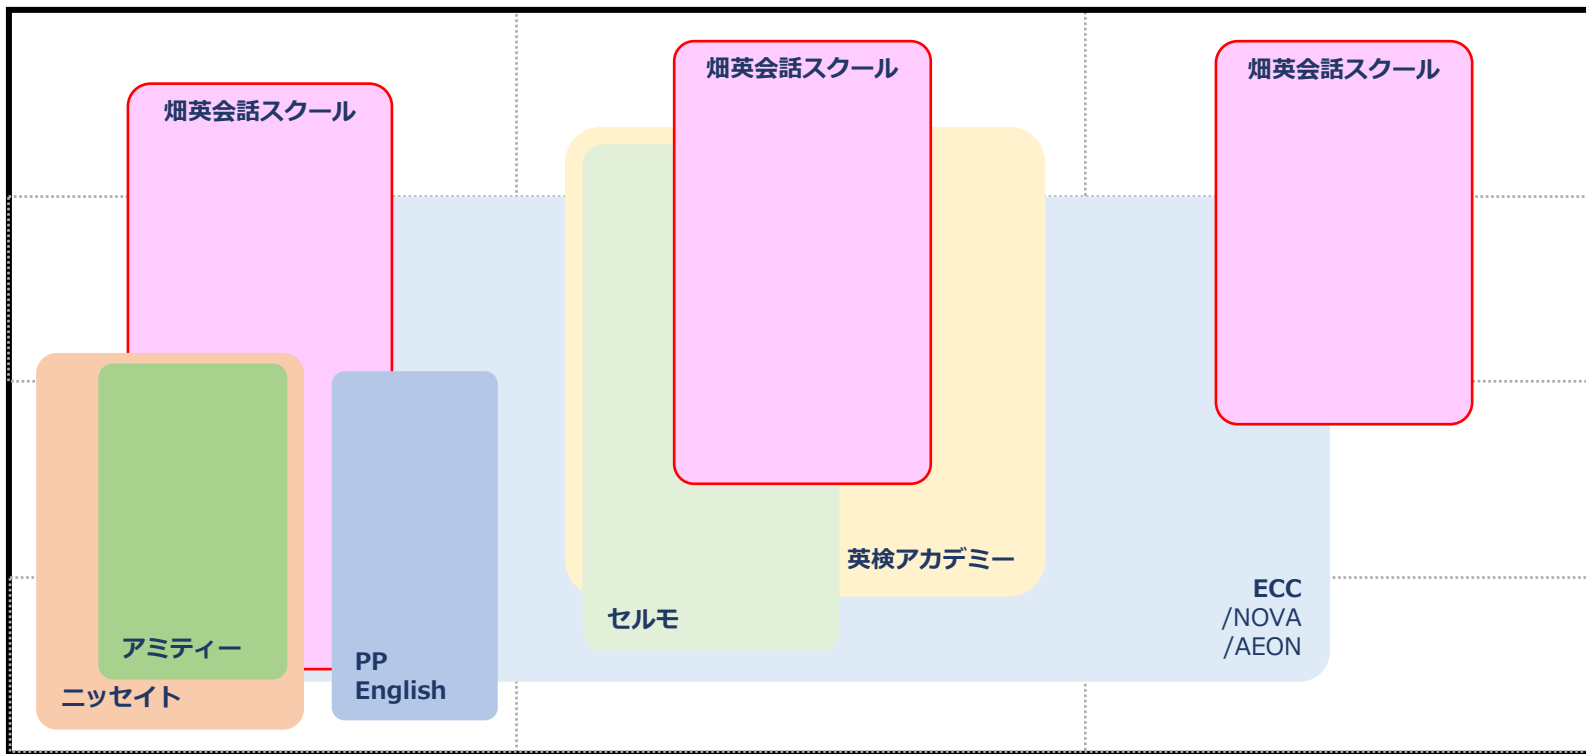 畑英会話スクール
畑英会話スクール
畑英会話スクール
アミティー
ニッセイト
PP
English
セルモ
英検アカデミー
ECC
/NOVA
/AEON